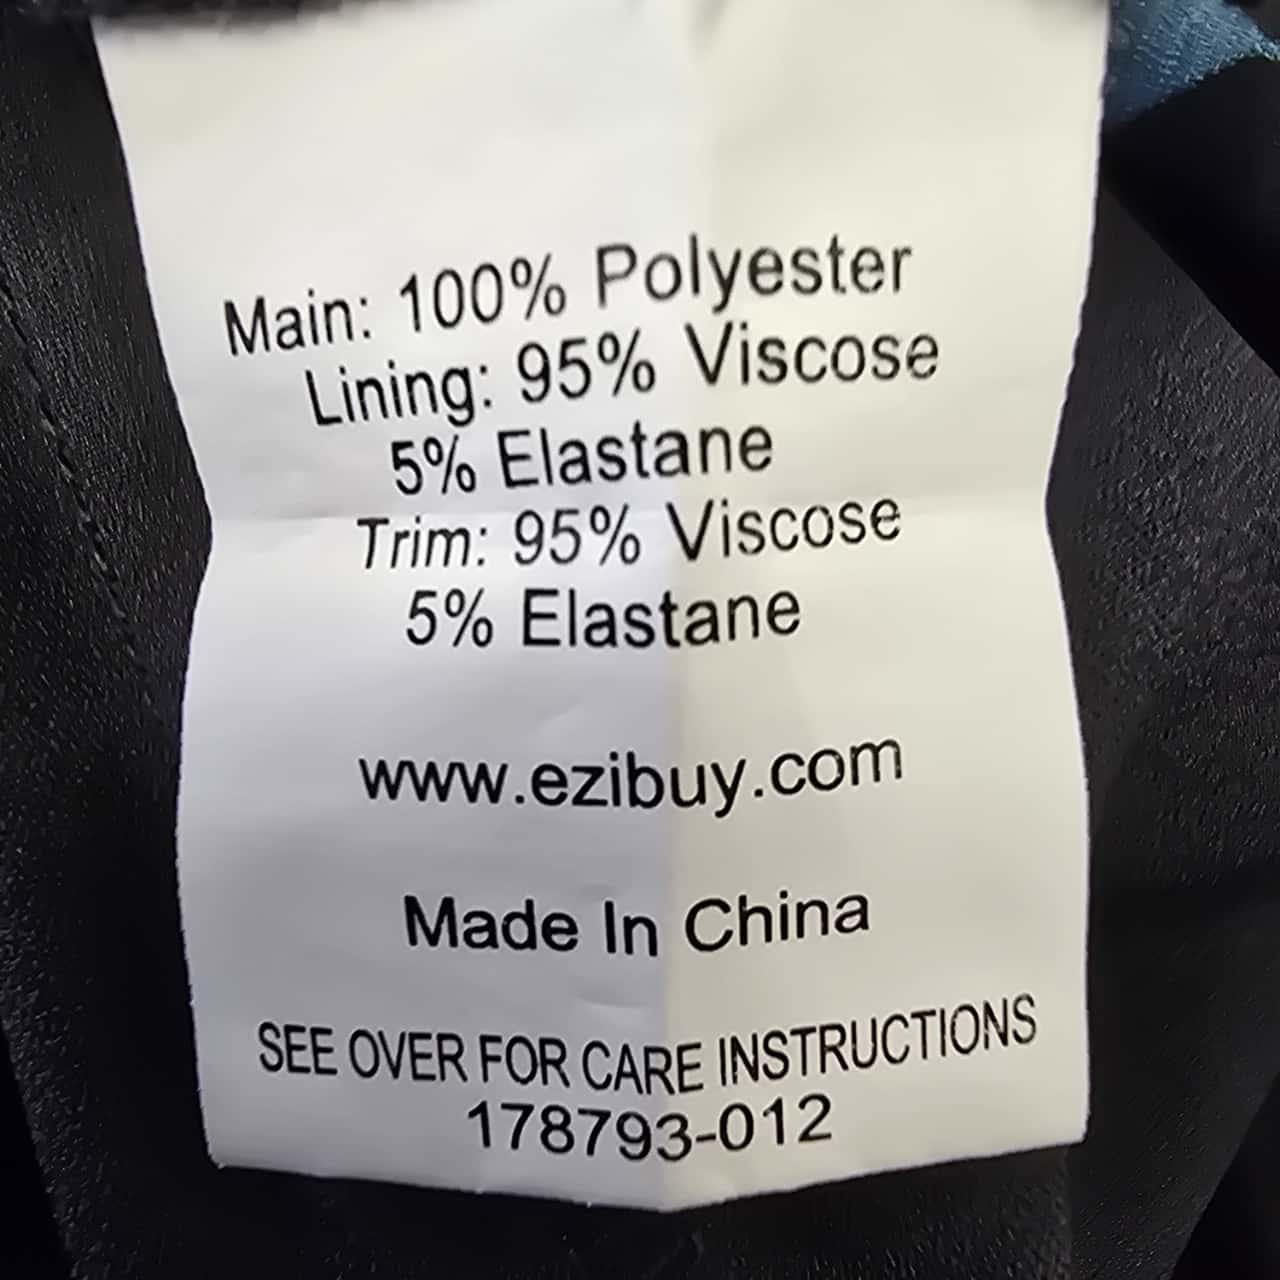 Main: 100% Polyester
Lining: 95% Viscose
5% Elastane
Trim: 95% Viscose
5% Elastane
www.ezibuy.com
Made In China
SEE OVER FOR CARE INSTRUCTIONS
178793-012